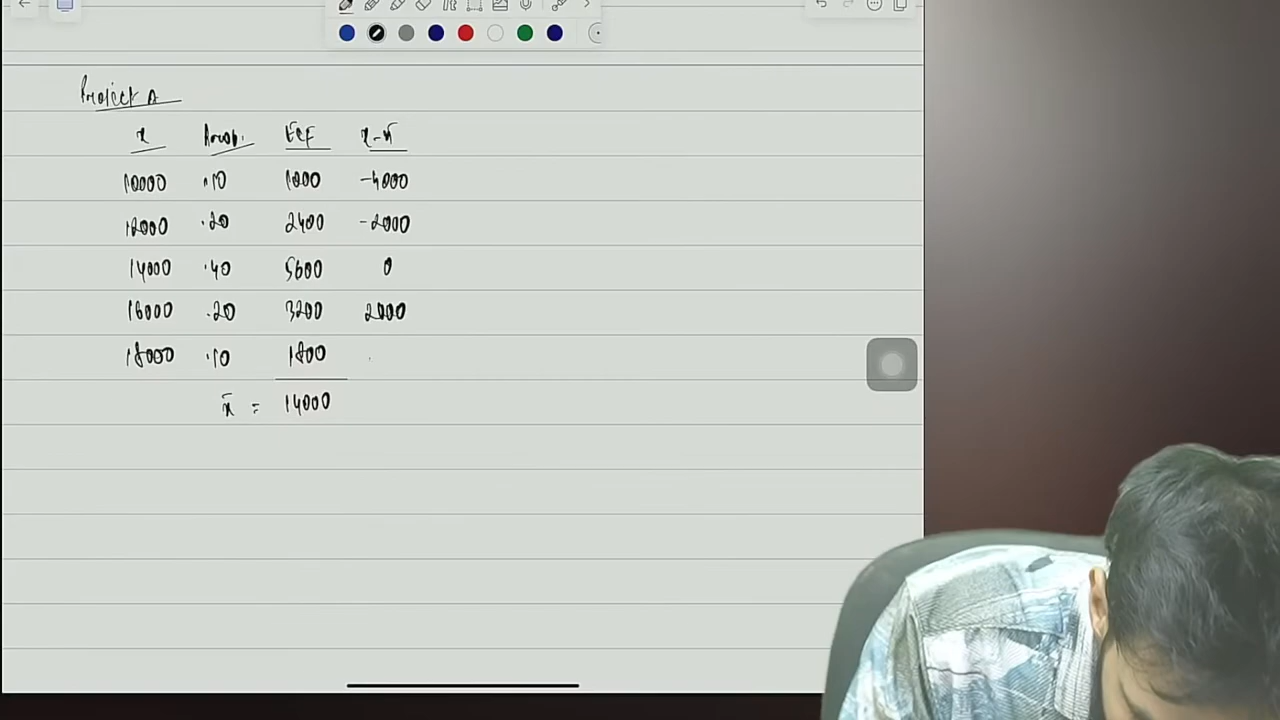 Project A
x Prob. ECF x-x̄
10000 .10 1000 -4000
12000 .20 2400 -2000
14000 .40 5600 0
16000 .20 3200 2000
18000 .10 1800
x̄ = 14000